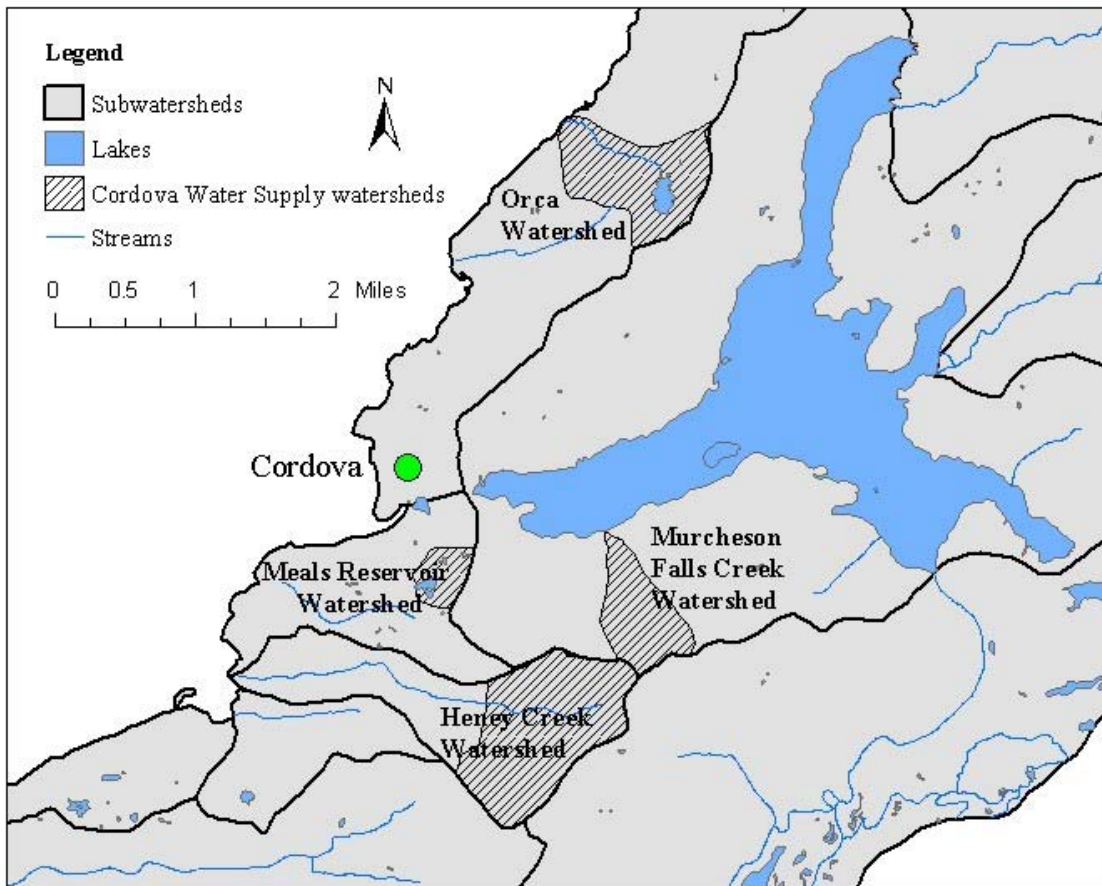 Legend
Subwatersheds
Lakes
Cordova Water Supply watersheds
Streams
0 0.5 1 2 Miles
N
Orca
Watershed
Cordova
Murcheson
Falls Creek
Watershed
Meals Reservoir
Watershed
Heney Creek
Watershed